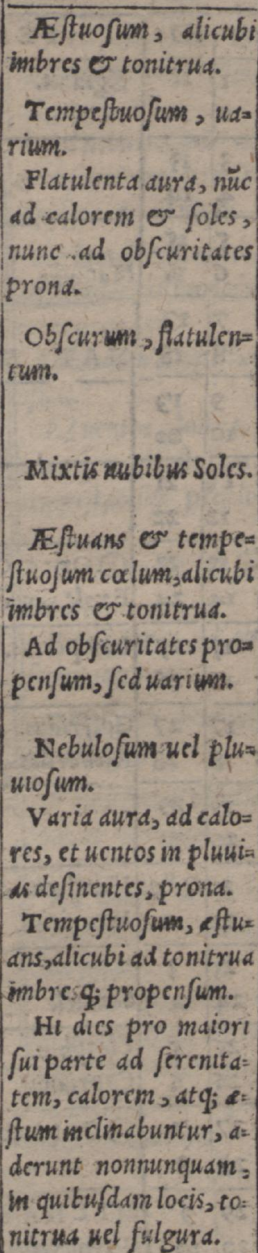 Æſtuoſum, alicubi
imbres & tonitrua.
Tempeſtuoſum, ua=
rium.
Flatulenta aura, nūc
ad calorem & ſoles,
nunc ad obſcuritates
prona.
Obſcurum, flatulen=
tum.
Mixtis nubibus Soles.
Æſtuans & tempe=
ſtuoſum cœlum, alicubi
imbres & tonitrua.
Ad obſcuritates pro=
penſum, ſed uarium.
Nebuloſum uel plu=
uioſum.
Varia aura, ad calo=
res, et uentos in pluui=
as deſinentes, prona.
Tempeſtuoſum, æſtu=
ans, alicubi ad tonitrua
imbresq; propenſum.
Hi dies pro maiori
ſui parte ad ſerenita=
tem, calorem, atq; æ=
ſtum inclinabuntur, a=
derunt nonnunquam,
in quibuſdam locis, to=
nitrua uel fulgura.